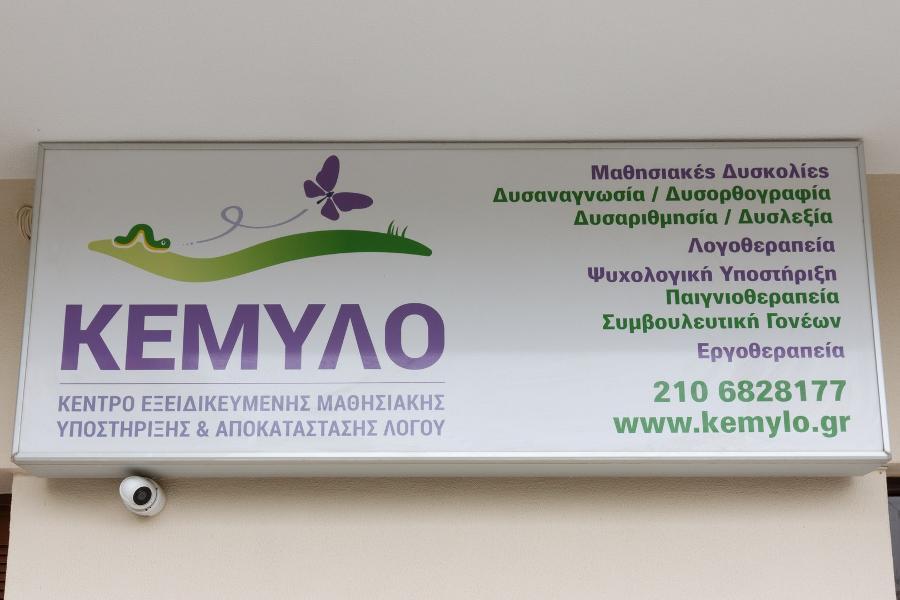 ΚΕΜΥΛΟ
ΚΕΝΤΡΟ ΕΞΕΙΔΙΚΕΥΜΕΝΗΣ ΜΑΘΗΣΙΑΚΗΣ
ΥΠΟΣΤΗΡΙΞΗΣ & ΑΠΟΚΑΤΑΣΤΑΣΗΣ ΛΟΓΟΥ
Μαθησιακές Δυσκολίες
Δυσαναγνωσία / Δυσορθογραφία
Δυσαριθμησία / Δυσλεξία
Λογοθεραπεία
Ψυχολογική Υποστήριξη
Παιγνιοθεραπεία
Συμβουλευτική Γονέων
Εργοθεραπεία
210 6828177
www.kemylo.gr